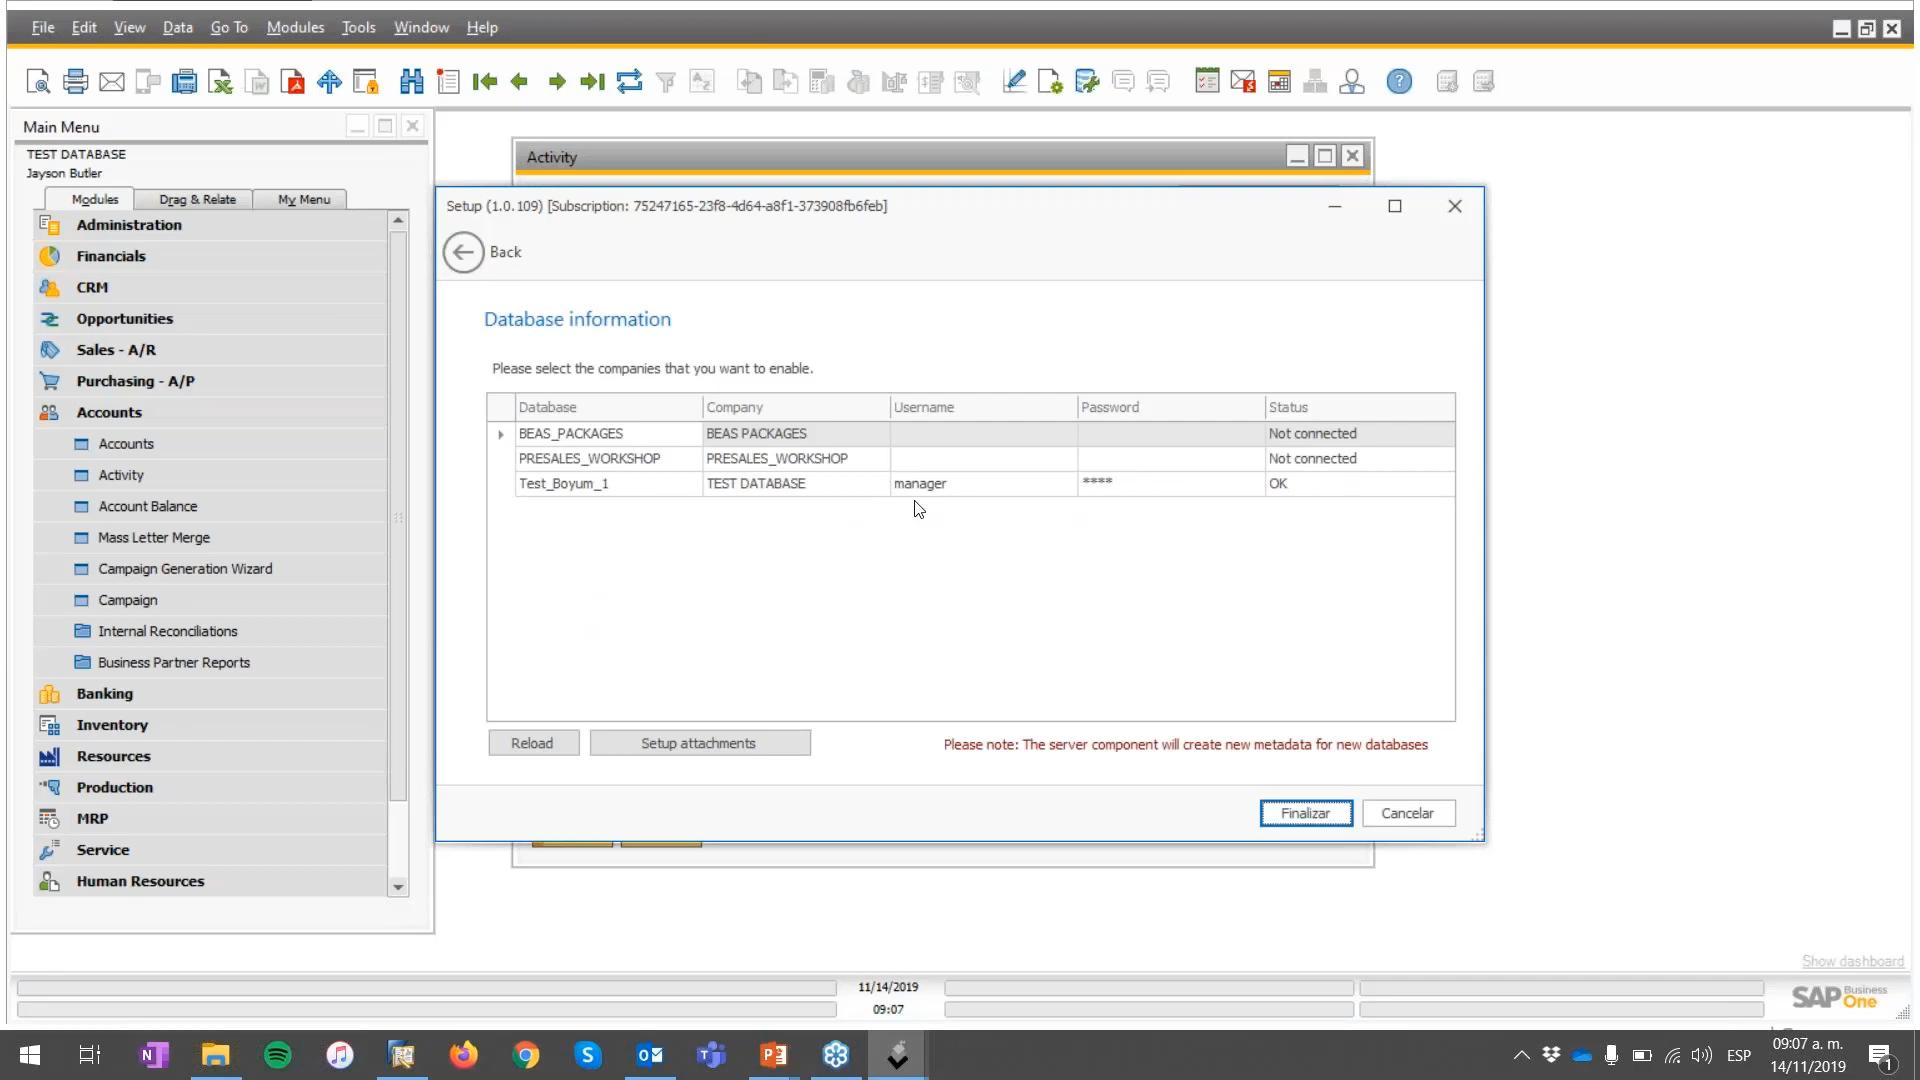 File Edit View Data Go To Modules Tools Window Help
Main Menu
TEST DATABASE
Jayson Butler
Modules Drag & Relate My Menu
Administration
Financials
CRM
Opportunities
Sales - A/R
Purchasing - A/P
Accounts
Accounts
Activity
Account Balance
Mass Letter Merge
Campaign Generation Wizard
Campaign
Internal Reconciliations
Business Partner Reports
Banking
Inventory
Resources
Production
MRP
Service
Human Resources
Activity
Setup (1.0.109) [Subscription: 75247165-23f8-4d64-a8f1-373908fb6feb]
Back
Database information
Please select the companies that you want to enable.
Database Company Username Password Status
BEAS_PACKAGES BEAS PACKAGES Not connected
PRESALES_WORKSHOP PRESALES_WORKSHOP Not connected
Test_Boyum_1 TEST DATABASE manager **** OK
Reload Setup attachments Please note: The server component will create new metadata for new databases
Finalizar Cancelar
Show dashboard
11/14/2019
09:07
SAP Business One
ESP
09:07 a. m.
14/11/2019
1